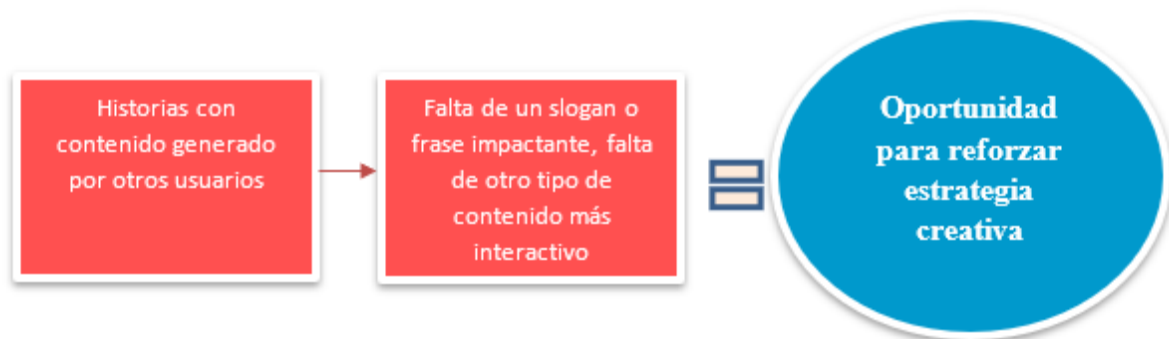 Historias con
contenido generado
por otros usuarios
Falta de un slogan o
frase impactante, falta
de otro tipo de
contenido más
interactivo
Oportunidad
para reforzar
estrategia
creativa